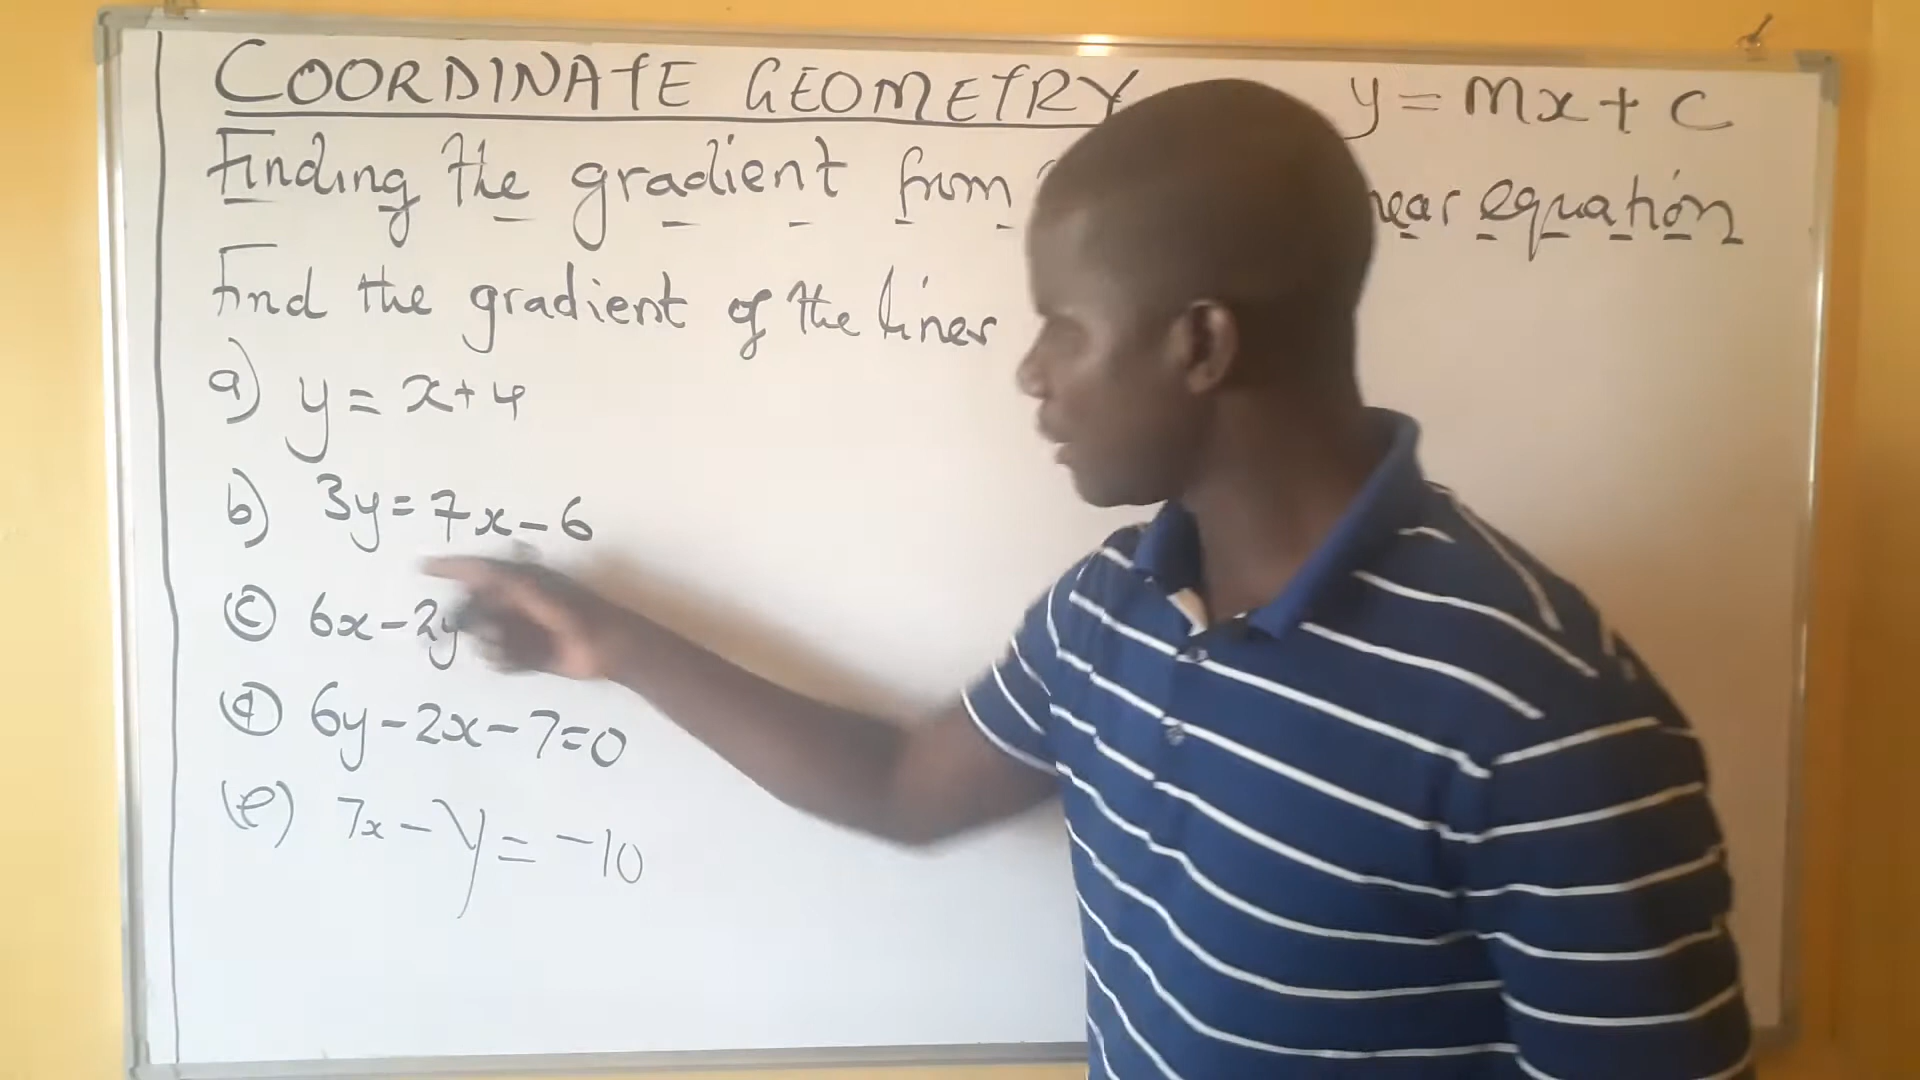 COORDINATE GEOMETRY
y = mx + c
Finding the gradient from equation
Find the gradient of the lines
a) y = x+4
b) 3y = 7x - 6
(c) 6x - 2y
(d) 6y - 2x - 7 = 0
(e) 7x - y = -10